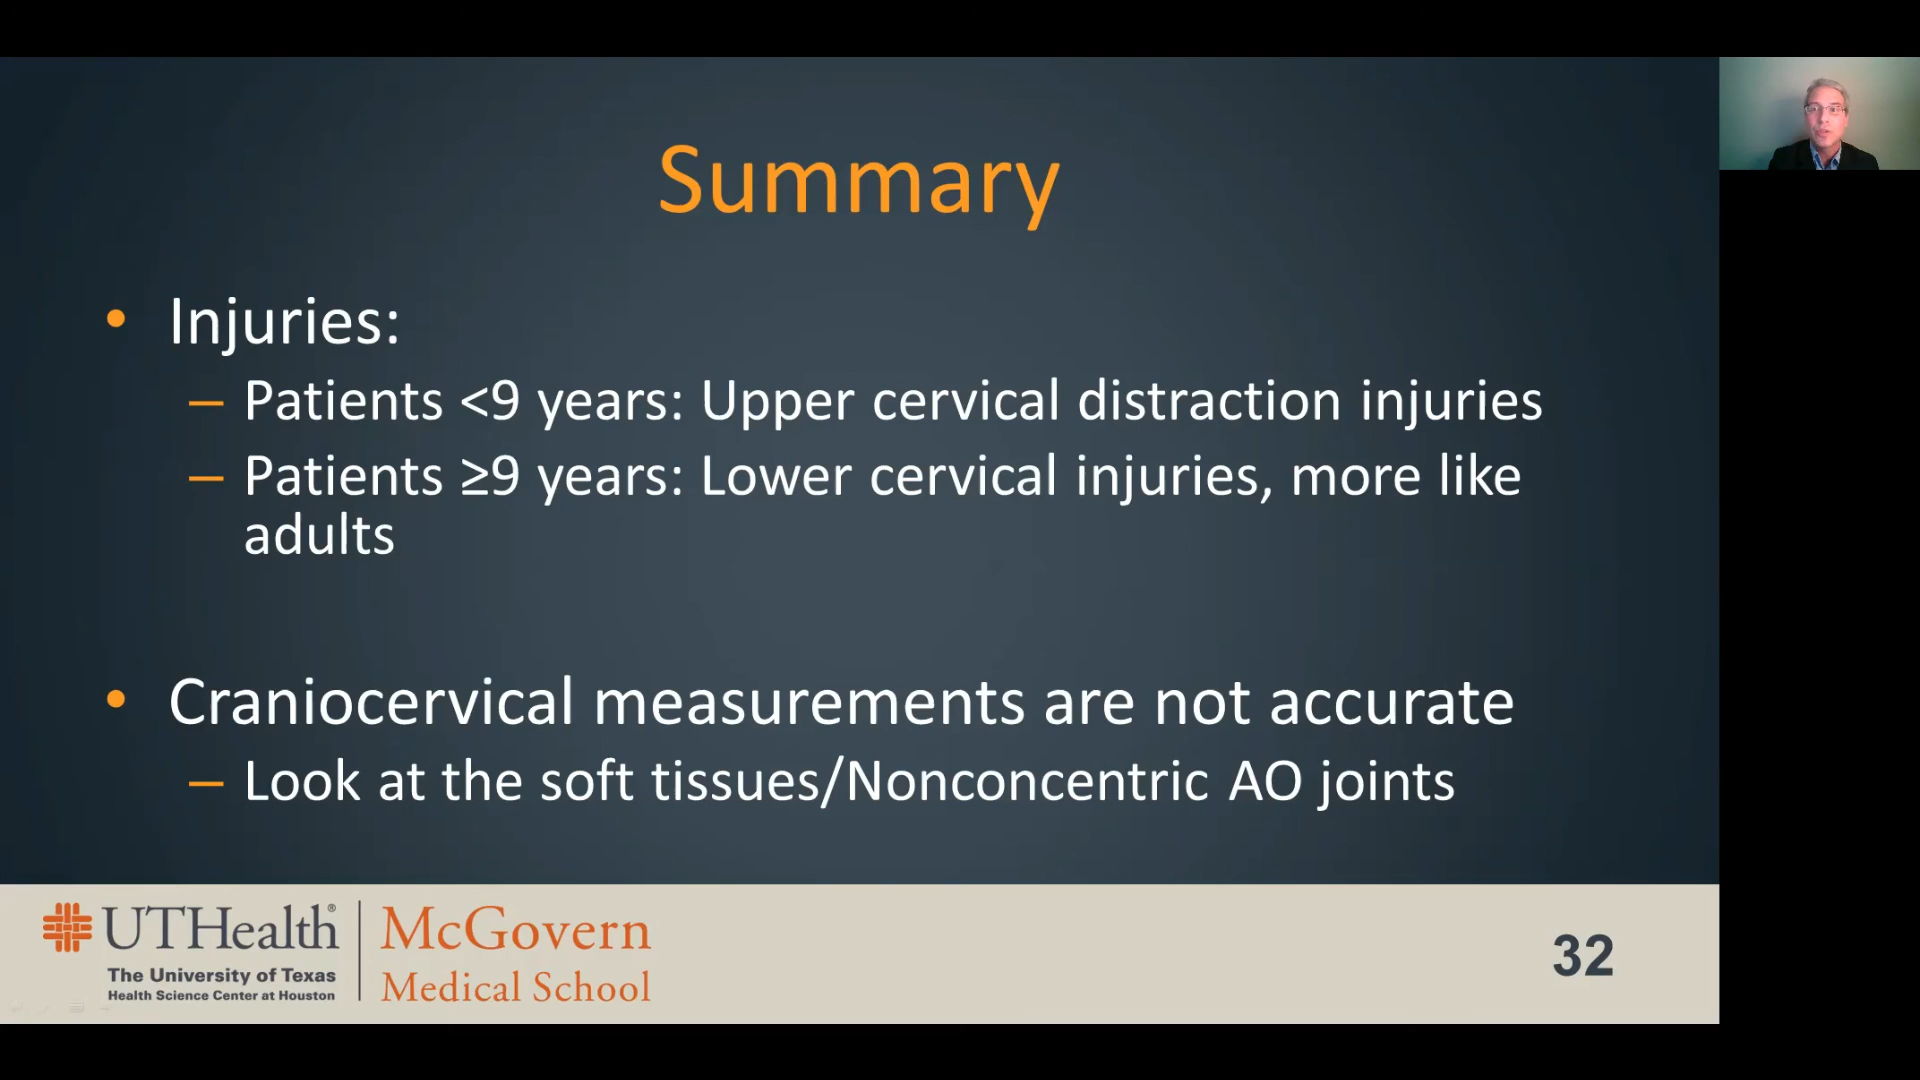 Summary
• Injuries:
– Patients <9 years: Upper cervical distraction injuries
– Patients ≥9 years: Lower cervical injuries, more like
adults
• Craniocervical measurements are not accurate
– Look at the soft tissues/Nonconcentric AO joints
UTHealth®
The University of Texas
Health Science Center at Houston
McGovern
Medical School
32